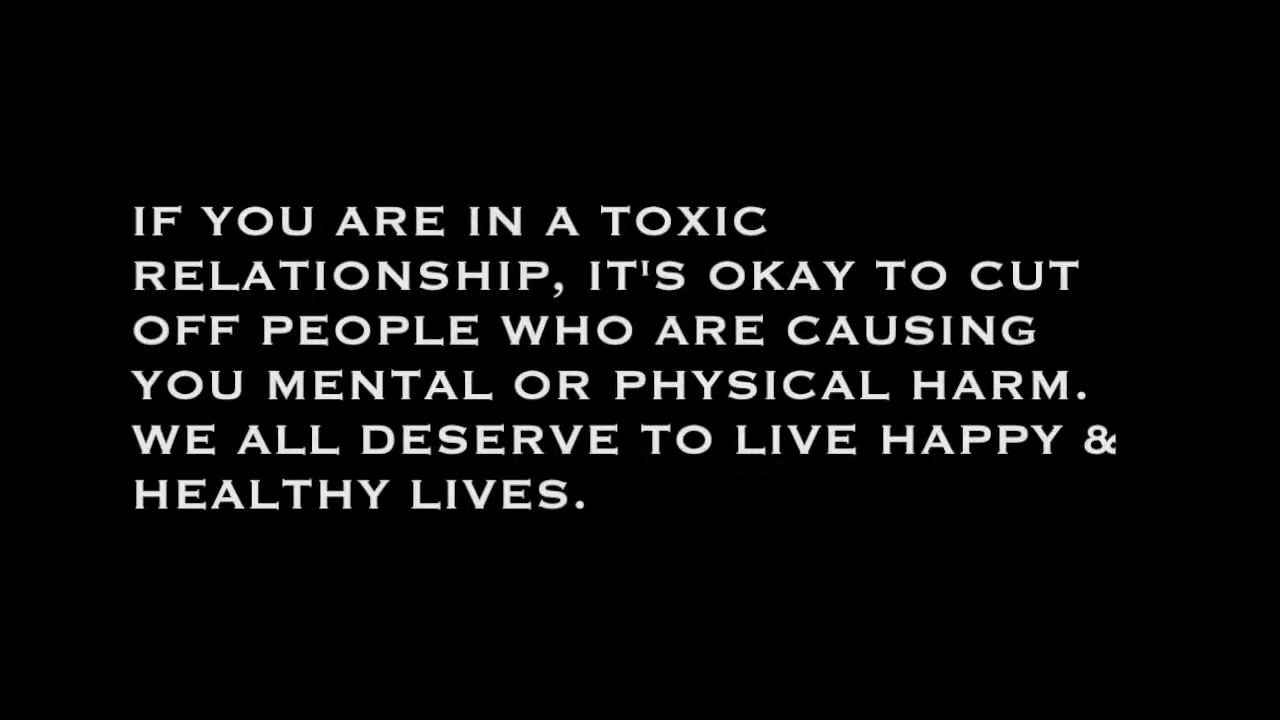 IF YOU ARE IN A TOXIC
RELATIONSHIP, IT'S OKAY TO CUT
OFF PEOPLE WHO ARE CAUSING
YOU MENTAL OR PHYSICAL HARM.
WE ALL DESERVE TO LIVE HAPPY &
HEALTHY LIVES.